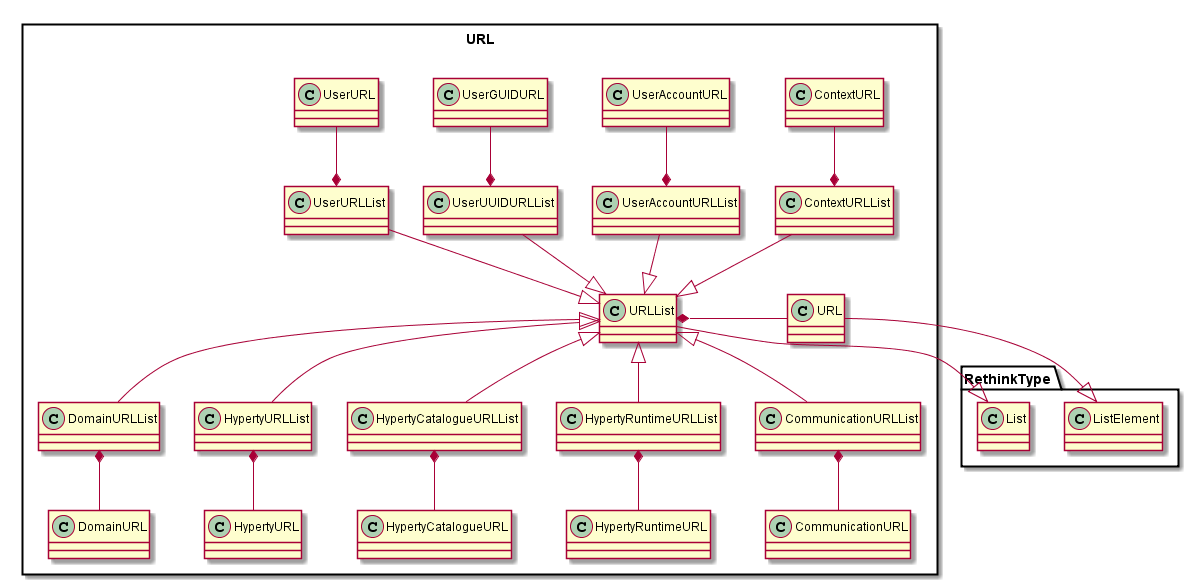 URL
C UserURL
C UserGUIDURL
C UserAccountURL
C ContextURL
C UserURLList
C UserUUIDURLList
C UserAccountURLList
C ContextURLList
C URLList
C URL
RethinkType
C List
C ListElement
C DomainURLList
C HypertyURLList
C HypertyCatalogueURLList
C HypertyRuntimeURLList
C CommunicationURLList
C DomainURL
C HypertyURL
C HypertyCatalogueURL
C HypertyRuntimeURL
C CommunicationURL